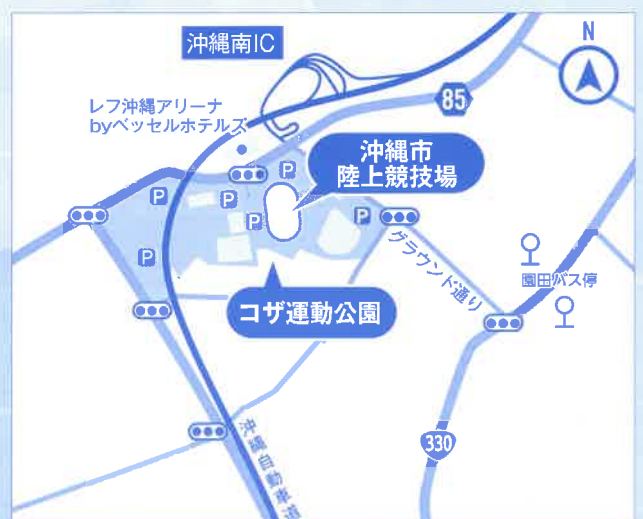 沖縄南IC
N
85
レフ沖縄アリーナ
byベッセルホテルズ
沖縄市
陸上競技場
P
P
P
P
P
P
グラウンド通り
園田バス停
コザ運動公園
330
沖縄自動車道